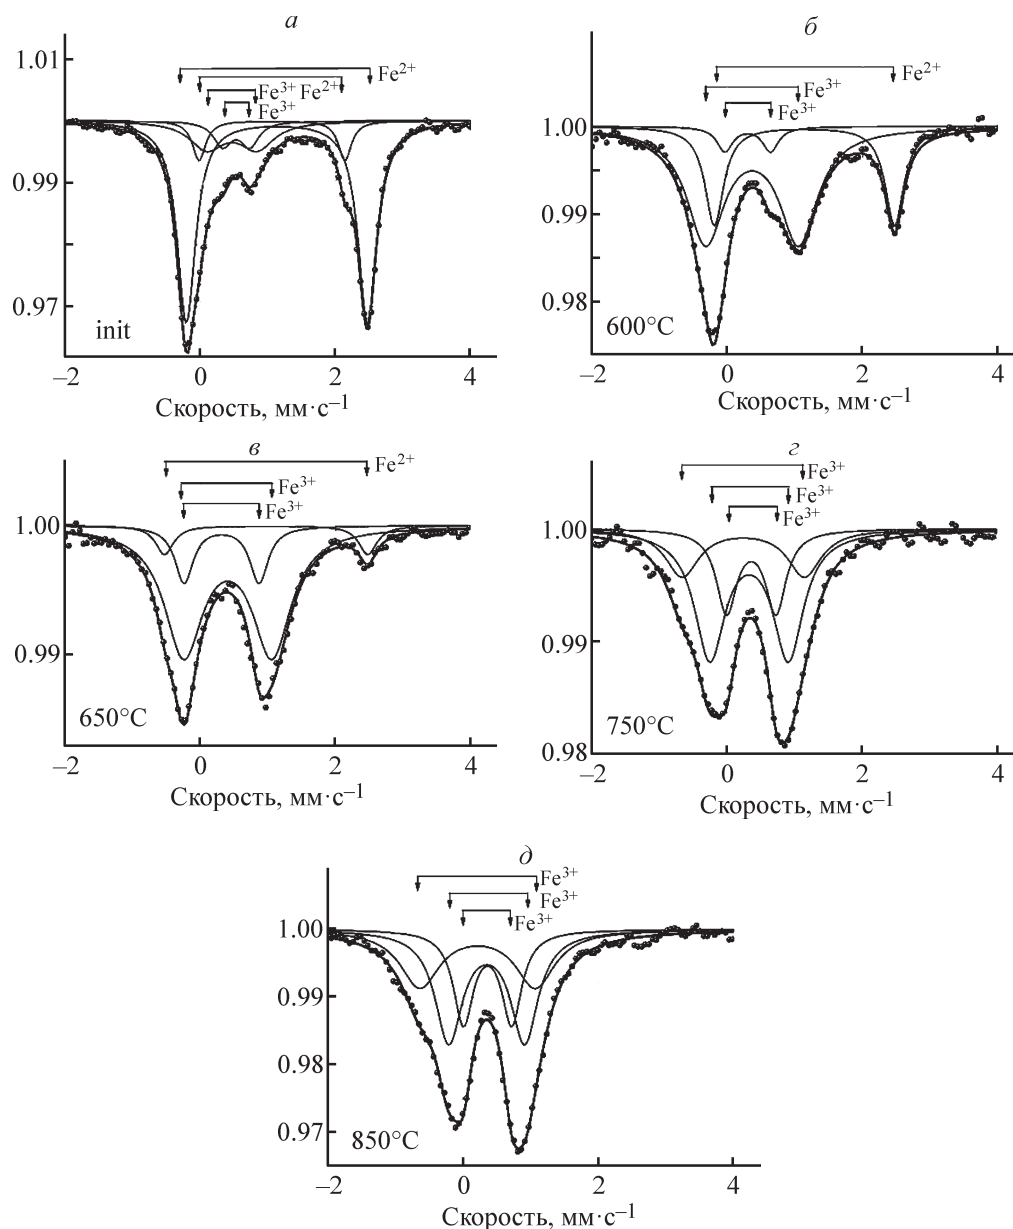 а
1.01
Fe²⁺
Fe³⁺ Fe²⁺
Fe³⁺
0.99
0.97
init
–2 0 2 4
Скорость, мм·с⁻¹
б
Fe²⁺
Fe³⁺
Fe³⁺
1.00
0.99
0.98
600°C
–2 0 2 4
Скорость, мм·с⁻¹
в
Fe²⁺
Fe³⁺
Fe³⁺
1.00
0.99
650°C
–2 0 2 4
Скорость, мм·с⁻¹
г
Fe³⁺
Fe³⁺
Fe³⁺
1.00
0.99
0.98
750°C
–2 0 2 4
Скорость, мм·с⁻¹
д
Fe³⁺
Fe³⁺
Fe³⁺
1.00
0.99
0.98
0.97
850°C
–2 0 2 4
Скорость, мм·с⁻¹